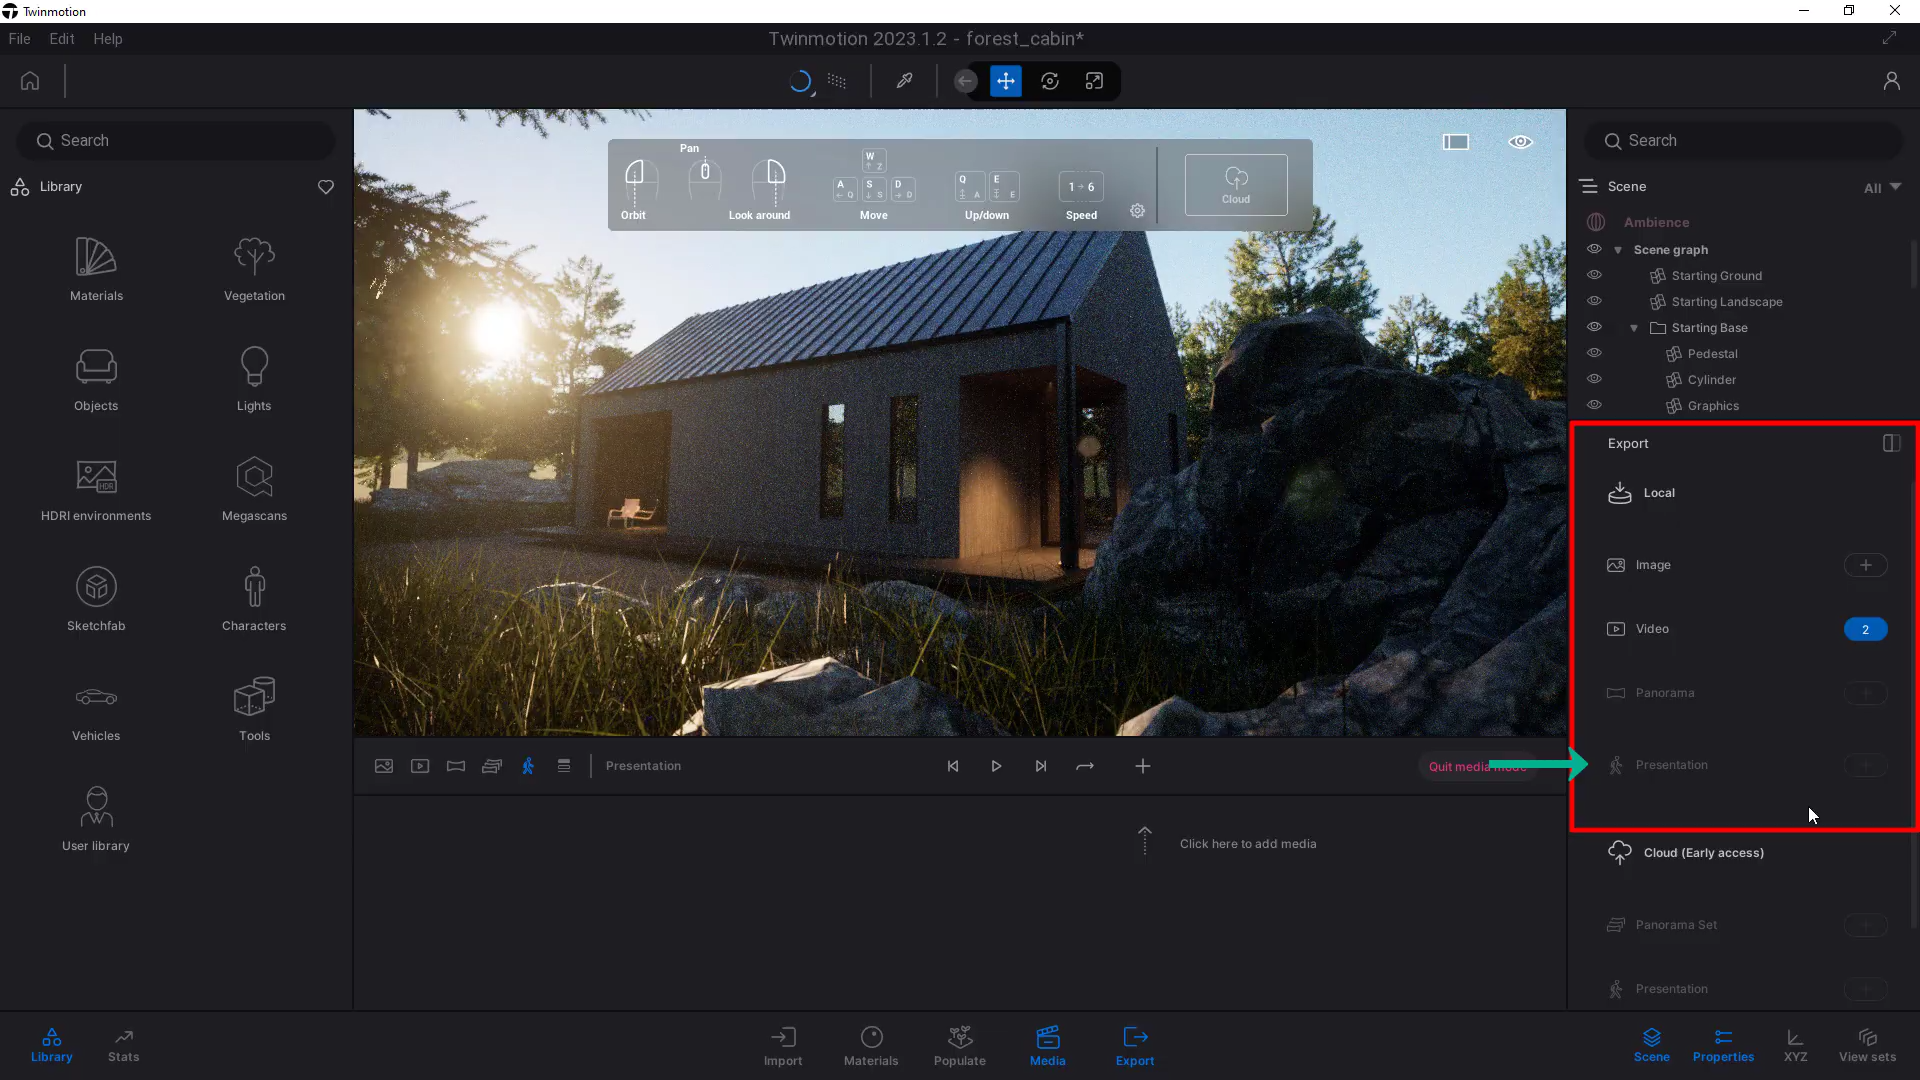 Twinmotion
File Edit Help
Twinmotion 2023.1.2 - forest_cabin*
Search
Library
Materials
Vegetation
Objects
Lights
HDR
HDRI environments
Megascans
Sketchfab
Characters
Vehicles
Tools
User library
Pan
Orbit
Look around
W
Z
A
Q
S
S
D
D
Move
Q
A
E
E
Up/down
1 - 6
Speed
Cloud
Presentation
Quit media mode
Click here to add media
Search
Scene
All
Ambience
Scene graph
Starting Ground
Starting Landscape
Starting Base
Pedestal
Cylinder
Graphics
Export
Local
Image
Video
2
Panorama
Presentation
Cloud (Early access)
Panorama Set
Presentation
Library
Stats
Import
Materials
Populate
Media
Export
Scene
Properties
XYZ
View sets